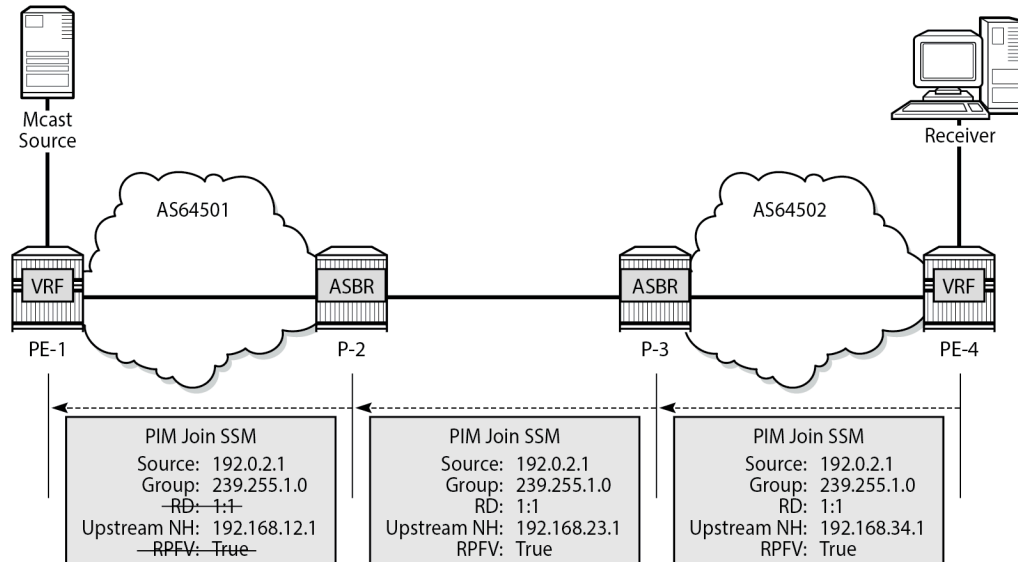 Mcast
Source
Receiver
AS64501
AS64502
VRF
ASBR
ASBR
VRF
PE-1
P-2
P-3
PE-4
PIM Join SSM
Source: 192.0.2.1
Group: 239.255.1.0
RD: 1:1
Upstream NH: 192.168.12.1
RPFV: True
PIM Join SSM
Source: 192.0.2.1
Group: 239.255.1.0
RD: 1:1
Upstream NH: 192.168.23.1
RPFV: True
PIM Join SSM
Source: 192.0.2.1
Group: 239.255.1.0
RD: 1:1
Upstream NH: 192.168.34.1
RPFV: True